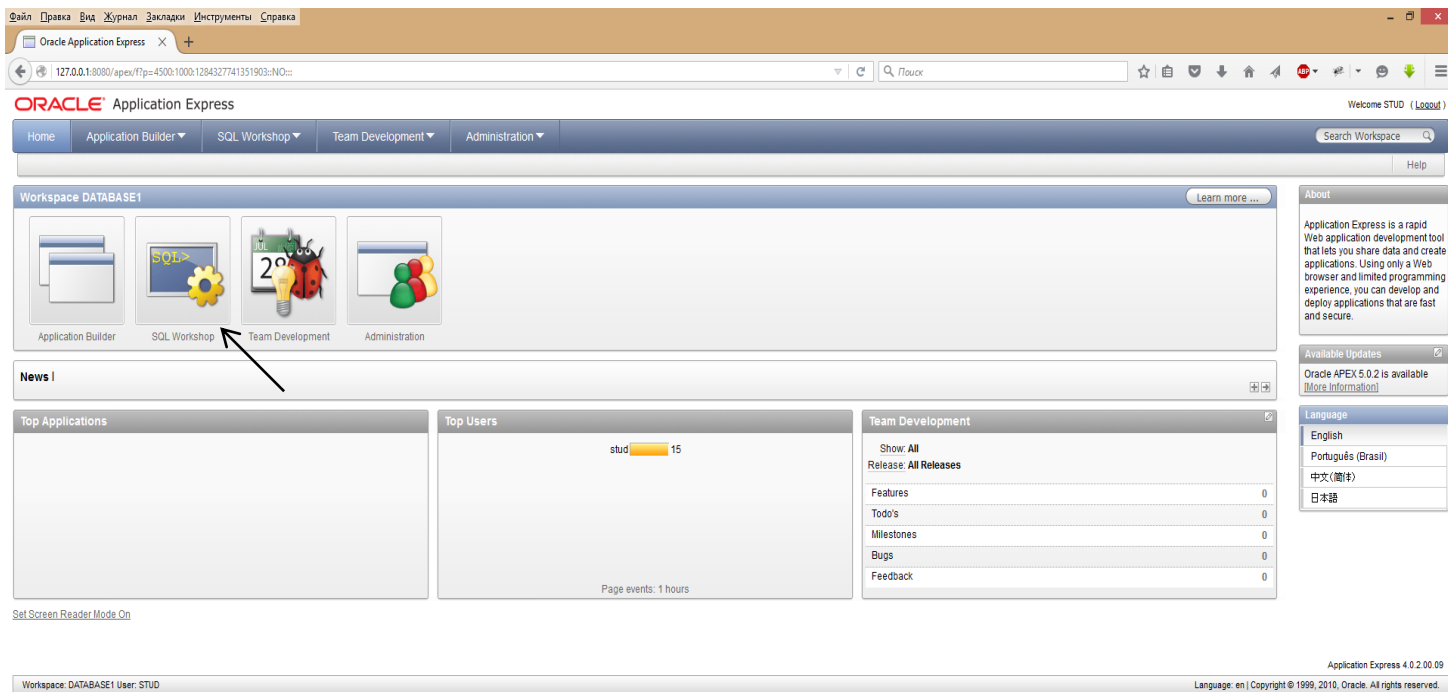 Файл Правка Вид Журнал Закладки Инструменты Справка
Oracle Application Express
127.0.0.1:8080/apex/f?p=4500:1000:1284327741351903::NO:::
Поиск
ABP
ORACLE Application Express
Welcome STUD ( Logout )
Home Application Builder SQL Workshop Team Development Administration
Search Workspace
Help
Workspace DATABASE1
Learn more ...
JUL
28
SQL>
Application Builder
SQL Workshop
Team Development
Administration
News
Top Applications
Top Users
stud 15
Page events: 1 hours
Team Development
Show: All
Release: All Releases
Features 0
Todo's 0
Milestones 0
Bugs 0
Feedback 0
About
Application Express is a rapid
Web application development tool
that lets you share data and create
applications. Using only a Web
browser and limited programming
experience, you can develop and
deploy applications that are fast
and secure.
Available Updates
Oracle APEX 5.0.2 is available
[More Information]
Language
English
Português (Brasil)
中文(简体)
日本語
Set Screen Reader Mode On
Application Express 4.0.2.00.09
Workspace: DATABASE1 User: STUD
Language: en | Copyright © 1999, 2010, Oracle. All rights reserved.